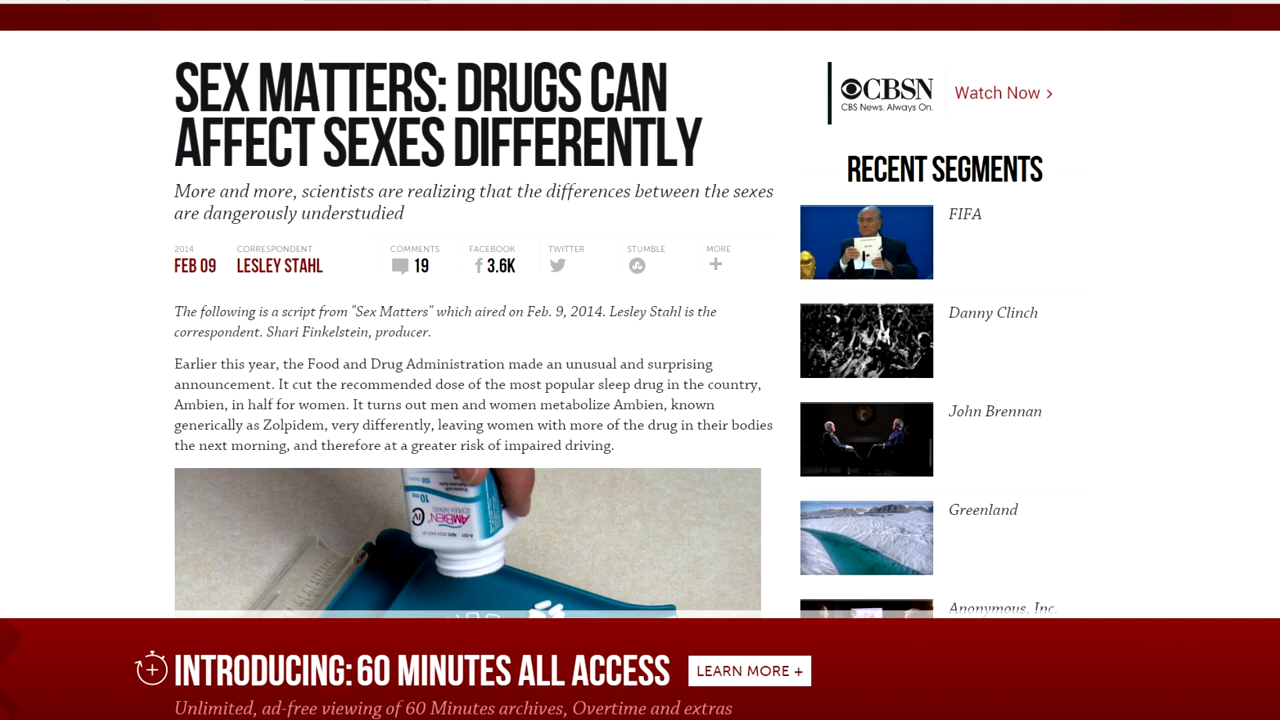 SEX MATTERS: DRUGS CAN
AFFECT SEXES DIFFERENTLY
More and more, scientists are realizing that the differences between the sexes
are dangerously understudied
2014
FEB 09
CORRESPONDENT
LESLEY STAHL
COMMENTS
19
FACEBOOK
3.6K
TWITTER
STUMBLE
MORE
The following is a script from "Sex Matters" which aired on Feb. 9, 2014. Lesley Stahl is the
correspondent. Shari Finkelstein, producer.
Earlier this year, the Food and Drug Administration made an unusual and surprising
announcement. It cut the recommended dose of the most popular sleep drug in the country,
Ambien, in half for women. It turns out men and women metabolize Ambien, known
generically as Zolpidem, very differently, leaving women with more of the drug in their bodies
the next morning, and therefore at a greater risk of impaired driving.
10 mg
AMBIEN
CBSN
CBS News. Always On.
Watch Now >
RECENT SEGMENTS
FIFA
Danny Clinch
John Brennan
Greenland
Anonymous, Inc.
INTRODUCING: 60 MINUTES ALL ACCESS
LEARN MORE +
Unlimited, ad-free viewing of 60 Minutes archives, Overtime and extras